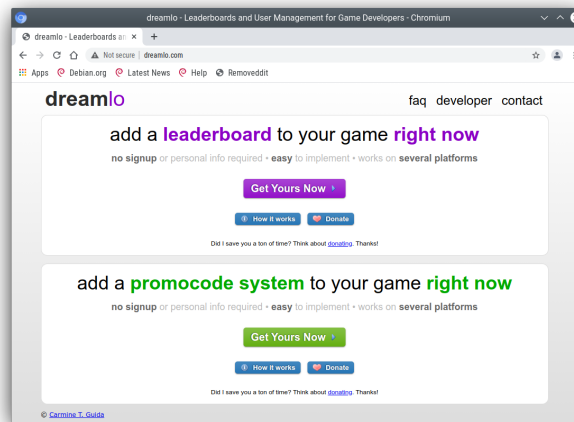 dreamlo - Leaderboards and User Management for Game Developers - Chromium
dreamlo - Leaderboards an
Not secure | dreamlo.com
Apps Debian.org Latest News Help Removeddit
dreamlo faq developer contact
add a leaderboard to your game right now
no signup or personal info required • easy to implement • works on several platforms
Get Yours Now
How it works Donate
Did I save you a ton of time? Think about donating. Thanks!
add a promocode system to your game right now
no signup or personal info required • easy to implement • works on several platforms
Get Yours Now
How it works Donate
Did I save you a ton of time? Think about donating. Thanks!
© Carmine T. Guida